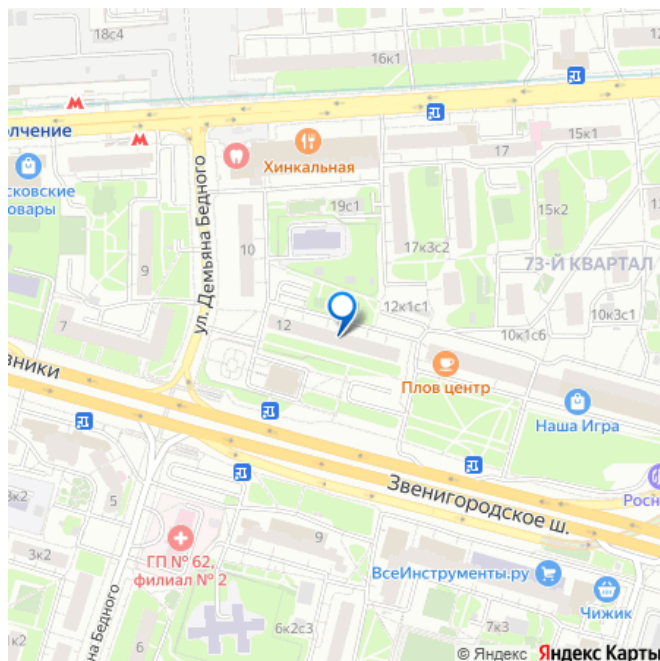 18с4
16к1
олчение
сковские
овары
Хинкальная
17
15к1
ул. Демьяна Бедного
19с1
15к2
10
17к3с2
9
73-Й КВАРТАЛ
12к1с1
7
12
10к1с6
10к3с1
Плов центр
Наша Игра
вники
Росн
Звенигородское ш.
5
3к2
ГП № 62,
филиал № 2
9
ВсеИнструменты.ру
Чижик
6
6к2с3
7к3
© Яндекс Яндекс Карты